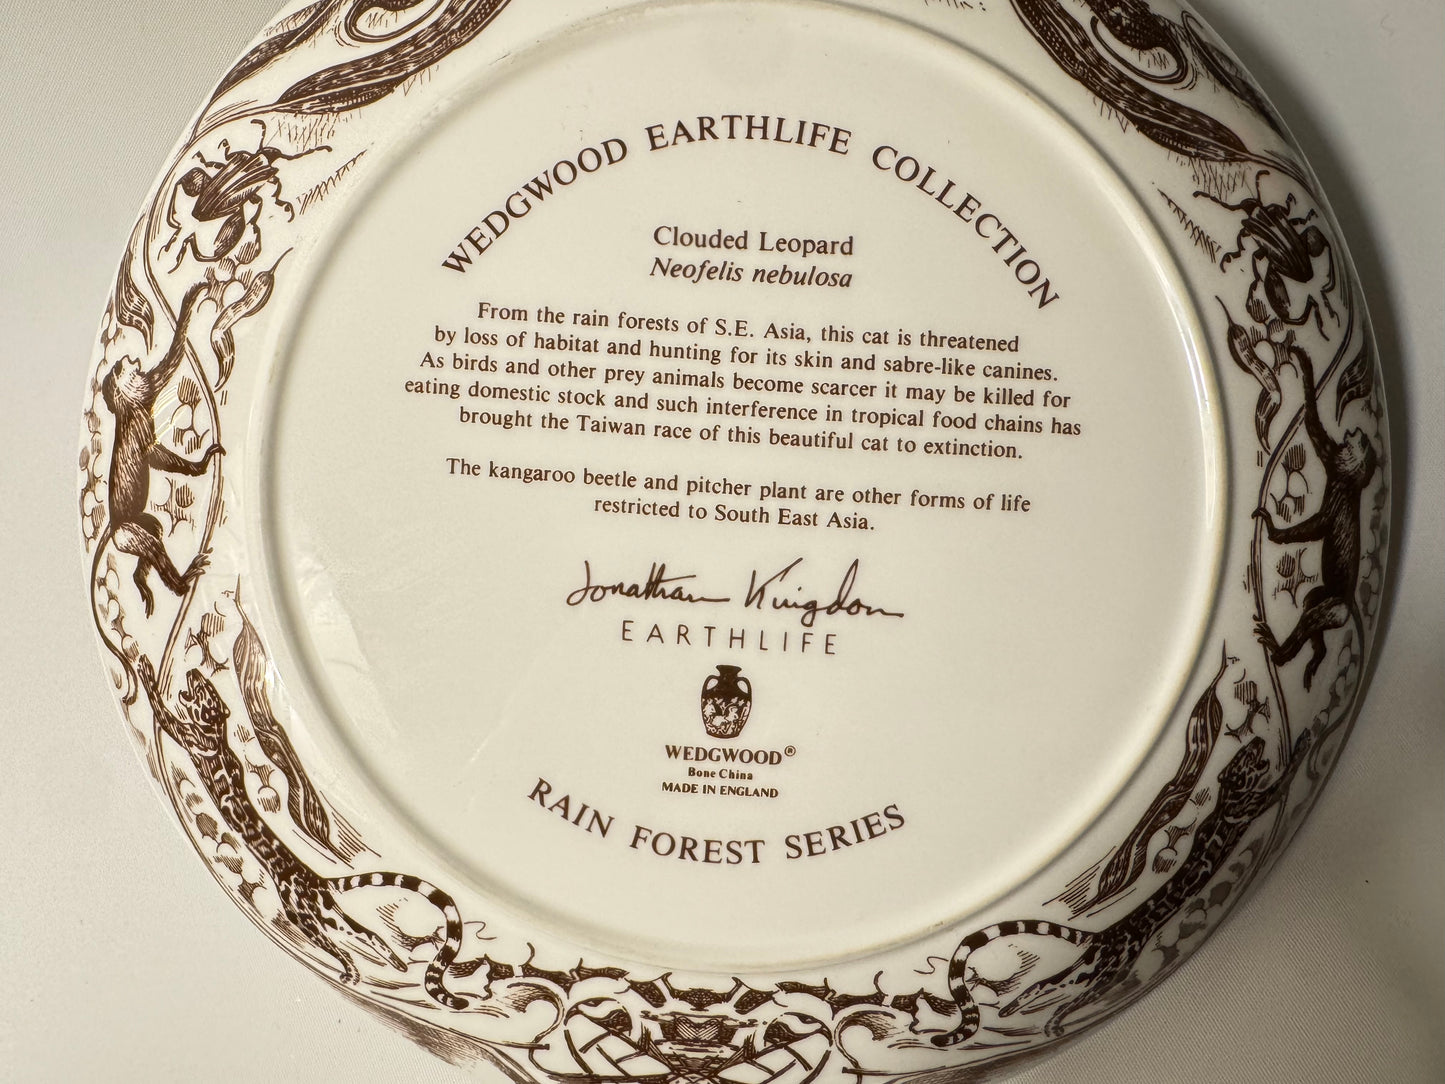 WEDGWOOD EARTHLIFE COLLECTION
Clouded Leopard
Neofelis nebulosa
From the rain forests of S.E. Asia, this cat is threatened
by loss of habitat and hunting for its skin and sabre-like canines.
As birds and other prey animals become scarcer it may be killed for
eating domestic stock and such interference in tropical food chains has
brought the Taiwan race of this beautiful cat to extinction.
The kangaroo beetle and pitcher plant are other forms of life
restricted to South East Asia.
Jonathan Kingdon
EARTHLIFE
WEDGWOOD®
Bone China
MADE IN ENGLAND
RAIN FOREST SERIES